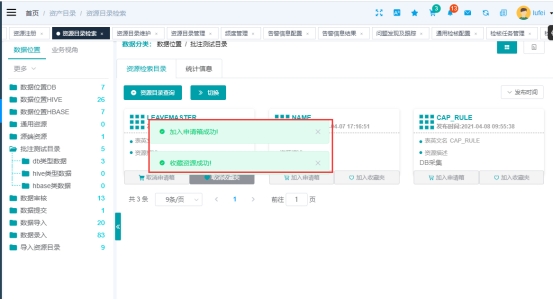 首页 / 资产目录 / 资源目录检索
3
13
lufei
资源注册
资源目录检索
资源目录维护
资源目录管理
频度管理
告警信息配置
告警信息结果
问题发现及跟踪
通用检核配置
检核任务管理
数据位置
业务视角
数据分类： 数据位置 / 批注测试目录
更多
数据位置DB 7
数据位置HIVE 26
数据位置HBASE 7
通用资源 0
源端资源 1
批注测试目录 5
db类型数据 3
hive类型数据 1
hbase类数据 0
数据审核 13
数据提交 1
数据导入 20
数据录入 83
导入资源目录 9
资源检索目录
统计信息
资源目录查询
切换
发布时间
LEAVEMASTER
NAME
04-07 17:16:51
CAP_RULE
发布时间:2021-04-08 09:55:38
表英文名 CAP_RULE
资源描述
DB采集
加入申请箱成功!
收藏资源成功!
取消申请箱
加入申请箱
加入收藏夹
加入申请箱
加入收藏夹
共 3 条
9条/页
1
前往 1 页